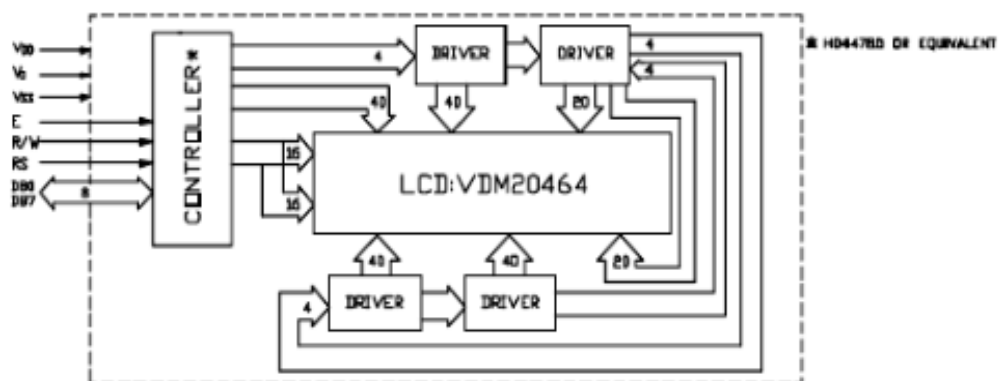 VDD
V0
VSS
E
R/W
RS
DB0
DB7
8
CONTROLLER*
4
DRIVER
DRIVER
4
4
40
40
20
16
16
LCD:VDM20464
40
40
20
4
DRIVER
DRIVER
※ HD44780 OR EQUIVALENT